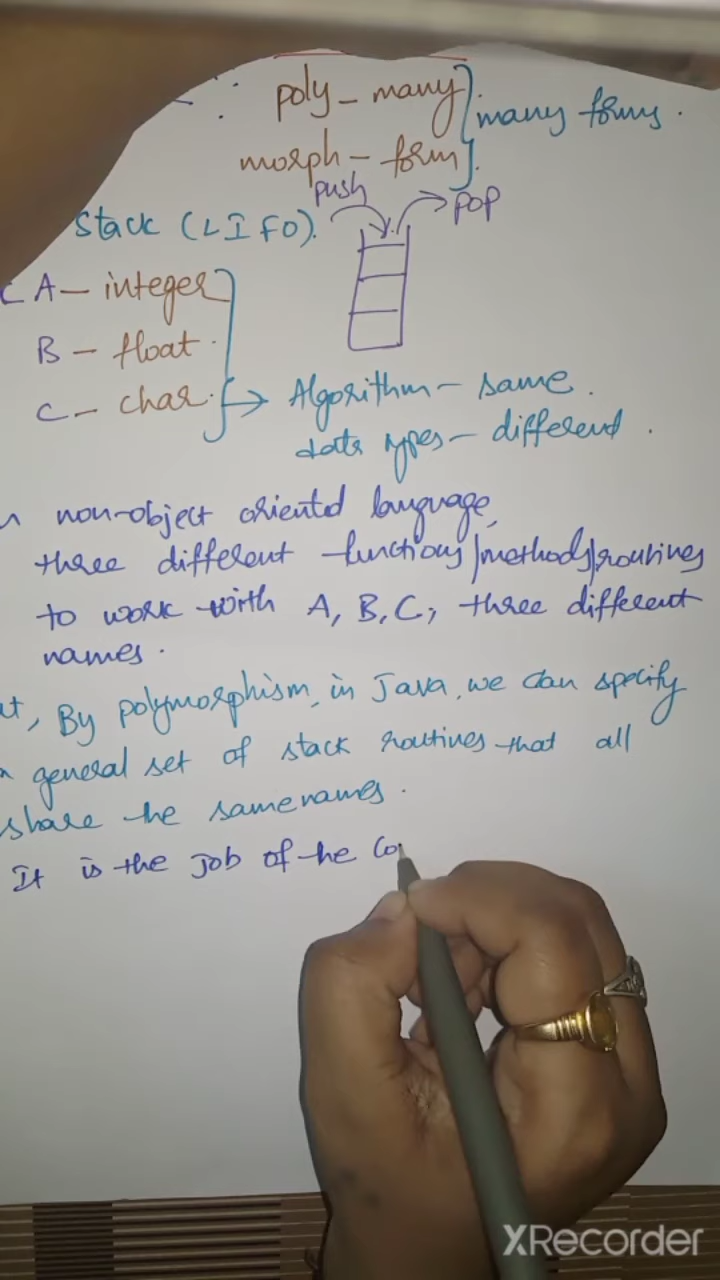 poly - many
morph - form
many forms.
push
pop
Stack (LIFO).
A - integer
B - float
C - char
Algorithm - same.
data types - different.
non-object oriented language,
three different functions/methods/routines
to work with A, B, C, three different
names.
By polymorphism, in Java, we can specify
general set of stack routines that all
share the same names.
It is the Job of the Co
XRecorder